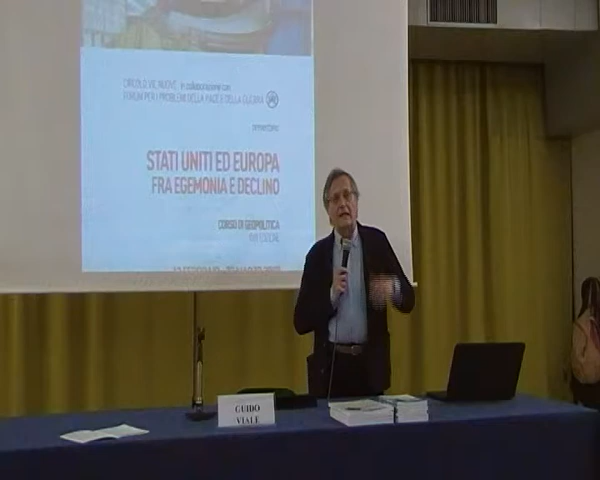 CIRCOLO VIE NUOVE, in collaborazione con
FORUM PER I PROBLEMI DELLA PACE E DELLA GUERRA
STATI UNITI ED EUROPA
FRA EGEMONIA E DECLINO
CORSO DI GEOPOLITICA
GUIDO
VIALE